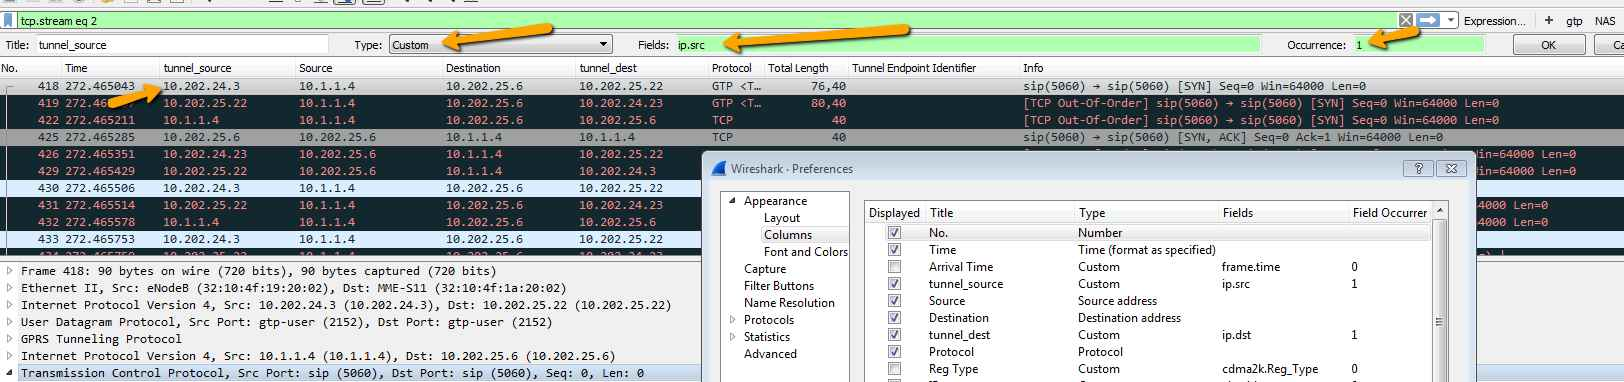 tcp.stream eq 2 Expression… + gtp NAS
Title: tunnel_source Type: Custom Fields: ip.src Occurrence: 1 OK
No. Time tunnel_source Source Destination tunnel_dest Protocol Total Length Tunnel Endpoint Identifier Info
418 272.465043 10.202.24.3 10.1.1.4 10.202.25.6 10.202.25.22 GTP <T… 76,40 sip(5060) → sip(5060) [SYN] Seq=0 Win=64000 Len=0
419 10.202.25.22 10.1.1.4 10.202.25.6 10.202.24.23 GTP <T… 80,40 [TCP Out-Of-Order] sip(5060) → sip(5060) [SYN] Seq=0 Win=64000 Len=0
422 272.465211 10.1.1.4 10.1.1.4 10.202.25.6 10.202.25.6 TCP 40 [TCP Out-Of-Order] sip(5060) → sip(5060) [SYN] Seq=0 Win=64000 Len=0
425 272.465285 10.202.25.6 10.202.25.6 10.1.1.4 10.1.1.4 TCP 40 sip(5060) → sip(5060) [SYN, ACK] Seq=0 Ack=1 Win=64000 Len=0
426 272.465351 10.202.24.23 10.202.25.6 10.1.1.4 10.202.25.22 Win=64000 Len=0
429 272.465429 10.202.25.22 10.202.25.6 10.1.1.4 10.202.24.3 Win=64000 Len=0
430 272.465506 10.202.24.3 10.1.1.4 10.202.25.6 10.202.25.22
431 272.465514 10.202.25.22 10.1.1.4 10.202.25.6 10.202.24.23 4000 Len=0
432 272.465578 10.1.1.4 10.1.1.4 10.202.25.6 10.202.25.6 4000 Len=0
433 272.465753 10.202.24.3 10.1.1.4 10.202.25.6 10.202.25.22
Frame 418: 90 bytes on wire (720 bits), 90 bytes captured (720 bits)
Ethernet II, Src: eNodeB (32:10:4f:19:20:02), Dst: MME-S11 (32:10:4f:1a:20:02)
Internet Protocol Version 4, Src: 10.202.24.3 (10.202.24.3), Dst: 10.202.25.22 (10.202.25.22)
User Datagram Protocol, Src Port: gtp-user (2152), Dst Port: gtp-user (2152)
GPRS Tunneling Protocol
Internet Protocol Version 4, Src: 10.1.1.4 (10.1.1.4), Dst: 10.202.25.6 (10.202.25.6)
Transmission Control Protocol, Src Port: sip (5060), Dst Port: sip (5060), Seq: 0, Len: 0
Wireshark · Preferences
Appearance
Layout
Columns
Font and Colors
Capture
Filter Buttons
Name Resolution
Protocols
Statistics
Advanced
Displayed Title Type Fields Field Occurrer
No. Number
Time Time (format as specified)
Arrival Time Custom frame.time 0
tunnel_source Custom ip.src 1
Source Source address
Destination Destination address
tunnel_dest Custom ip.dst 1
Protocol Protocol
Reg Type Custom cdma2k.Reg_Type 0